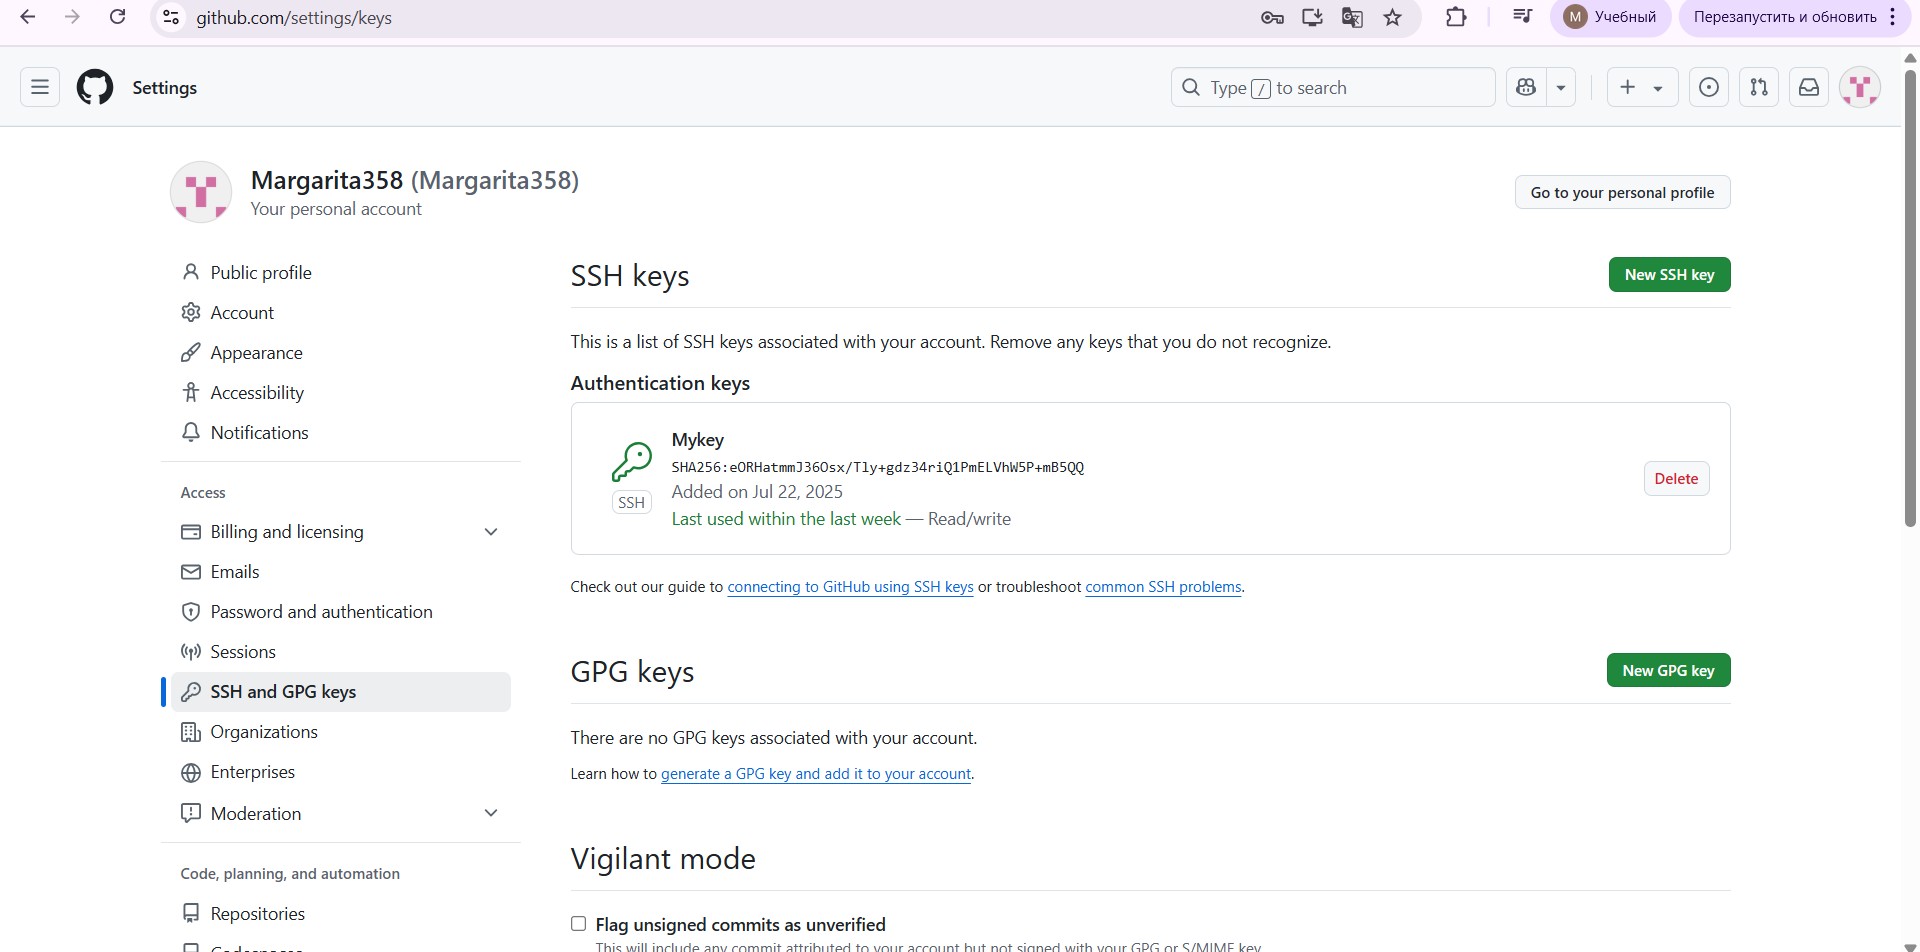 github.com/settings/keys
M Учебный
Перезапустить и обновить
Settings
Type / to search
Margarita358 (Margarita358)
Your personal account
Go to your personal profile
Public profile
Account
Appearance
Accessibility
Notifications
Access
Billing and licensing
Emails
Password and authentication
Sessions
SSH and GPG keys
Organizations
Enterprises
Moderation
Code, planning, and automation
Repositories
Codespaces
SSH keys
New SSH key
This is a list of SSH keys associated with your account. Remove any keys that you do not recognize.
Authentication keys
Mykey
SHA256:eORHatmmJ36Osx/Tly+gdz34riQ1PmELVhW5P+mB5QQ
Added on Jul 22, 2025
Last used within the last week — Read/write
SSH
Delete
Check out our guide to connecting to GitHub using SSH keys or troubleshoot common SSH problems.
GPG keys
New GPG key
There are no GPG keys associated with your account.
Learn how to generate a GPG key and add it to your account.
Vigilant mode
Flag unsigned commits as unverified
This will include any commit attributed to your account but not signed with your GPG or S/MIME key.